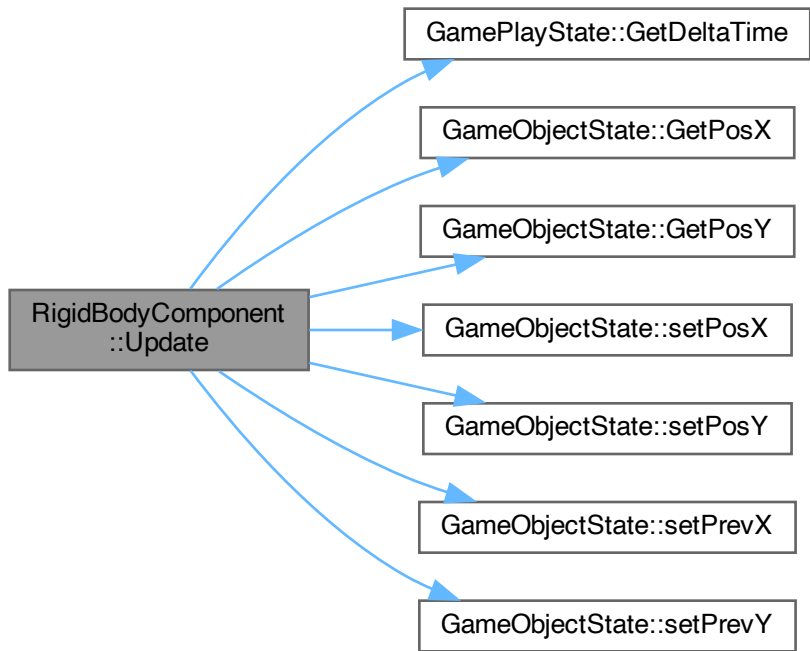 GamePlayState::GetDeltaTime
GameObjectState::GetPosX
GameObjectState::GetPosY
RigidBodyComponent
::Update
GameObjectState::setPosX
GameObjectState::setPosY
GameObjectState::setPrevX
GameObjectState::setPrevY